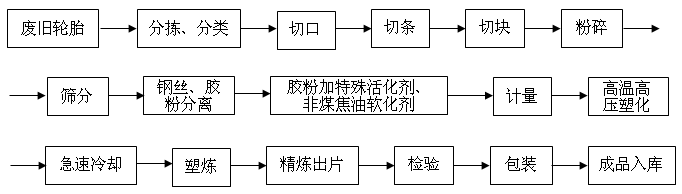 废旧轮胎
分拣、分类
切口
切条
切块
粉碎
筛分
钢丝、胶
粉分离
胶粉加特殊活化剂、
非煤焦油软化剂
计量
高温高
压塑化
急速冷却
塑炼
精炼出片
检验
包装
成品入库